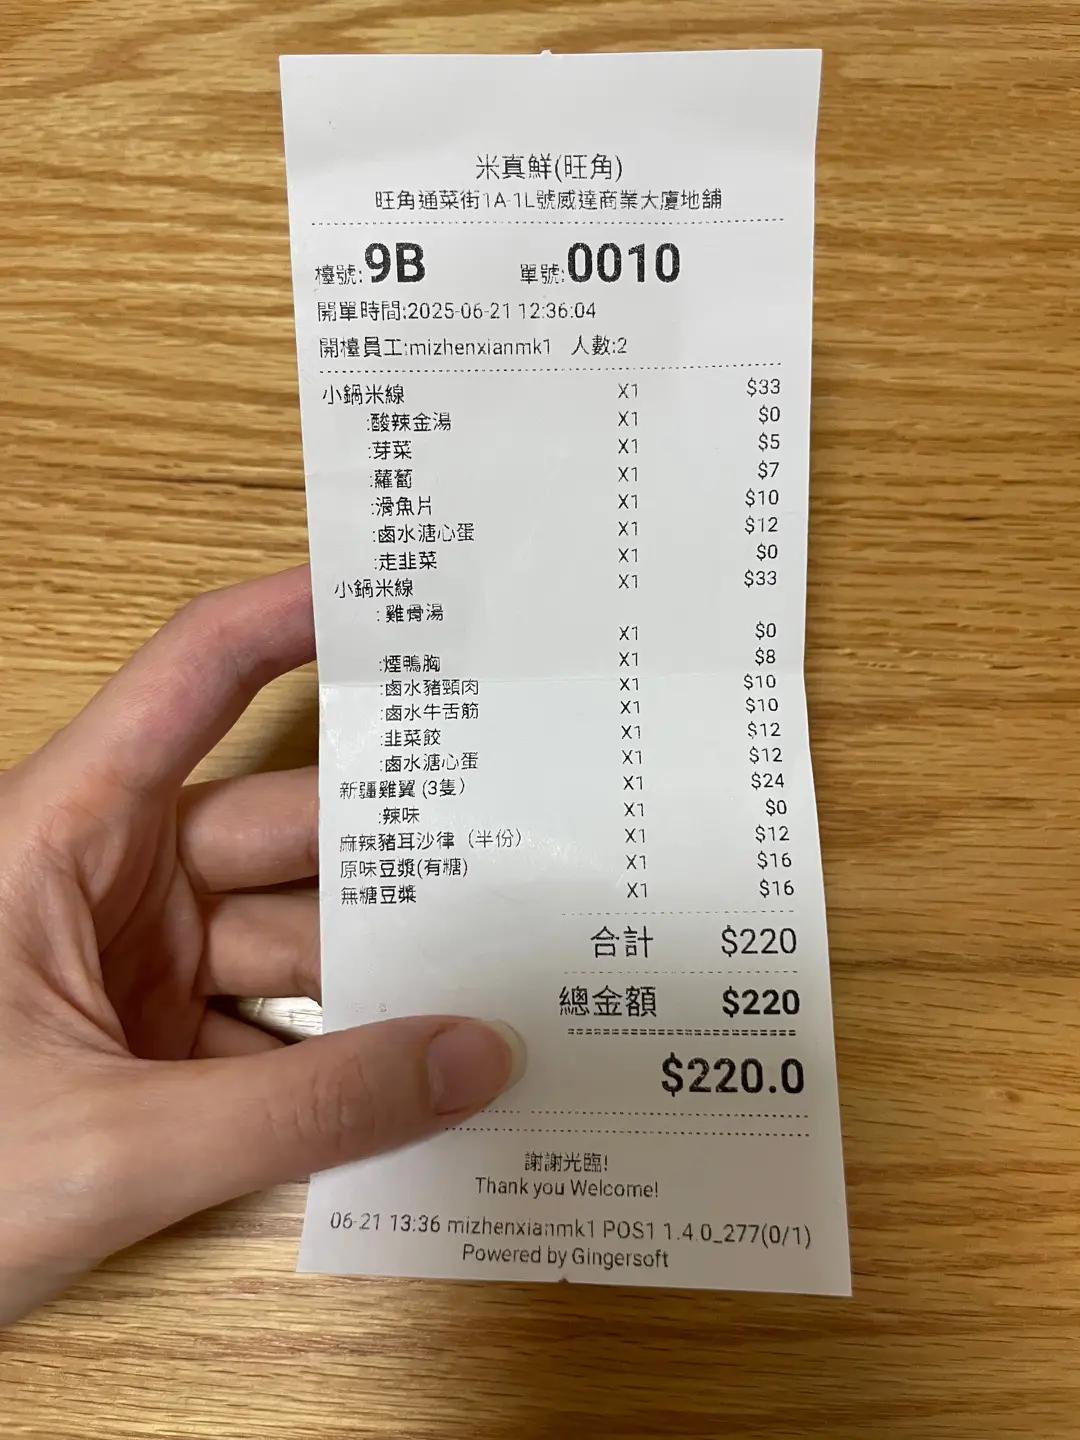 米真鮮(旺角)
旺角通菜街1A-1L號威達商業大廈地舖
檯號:9B 單號:0010
開單時間:2025-06-21 12:36:04
開檯員工:mizhenxianmk1 人數:2
小鍋米線 X1 $33
:酸辣金湯 X1 $0
:芽菜 X1 $5
:蘿蔔 X1 $7
:滑魚片 X1 $10
:鹵水溏心蛋 X1 $12
:走韭菜 X1 $0
小鍋米線 X1 $33
:雞骨湯
X1 $0
:煙鴨胸 X1 $8
:鹵水豬頸肉 X1 $10
:鹵水牛舌筋 X1 $10
:韭菜餃 X1 $12
:鹵水溏心蛋 X1 $12
新疆雞翼 (3隻) X1 $24
:辣味 X1 $0
麻辣豬耳沙律（半份） X1 $12
原味豆漿(有糖) X1 $16
無糖豆漿 X1 $16
合計 $220
總金額 $220
$220.0
謝謝光臨!
Thank you Welcome!
06-21 13:36 mizhenxianmk1 POS1 1.4.0_277(0/1)
Powered by Gingersoft